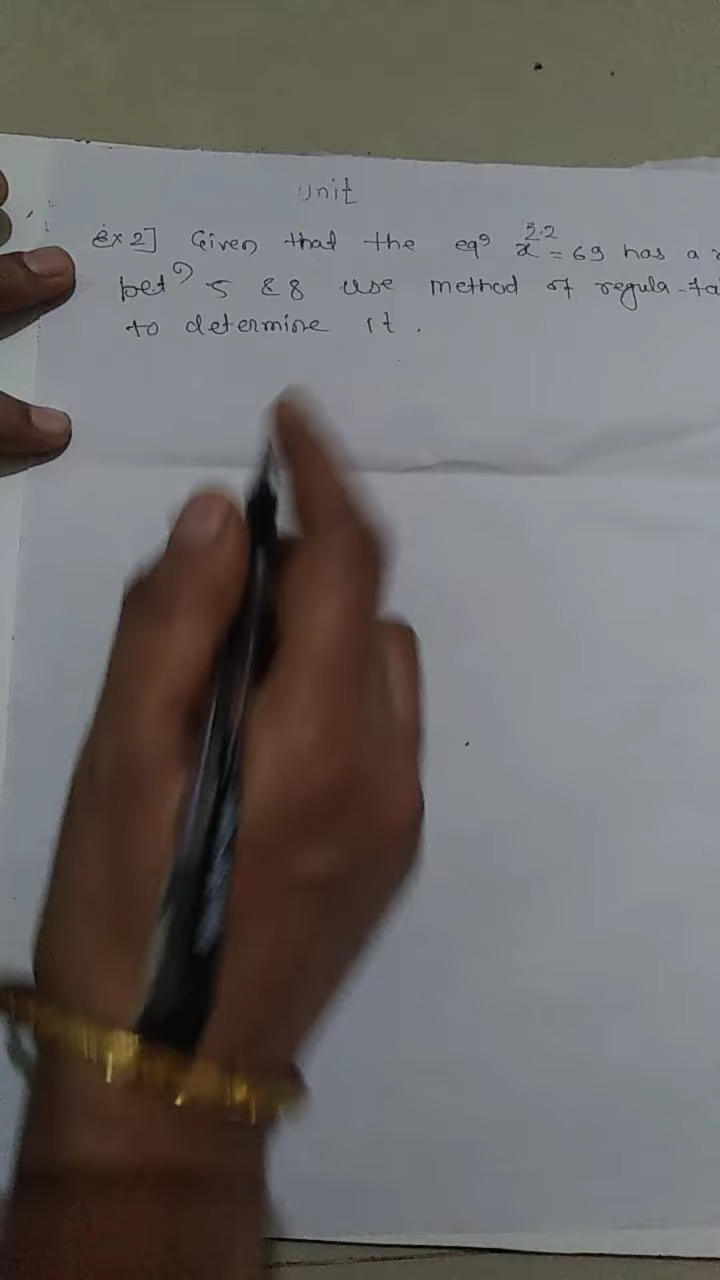 unit
Ex 2] Given that the eqⁿ x^2.2 = 69 has a
betⁿ 5 & 8 use method of regula-fa
to determine it.